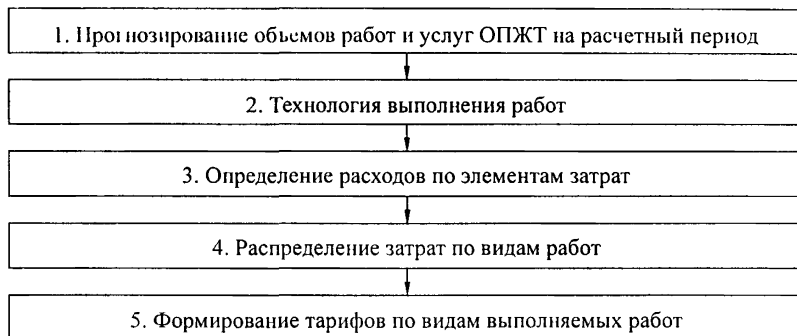 1. Прогнозирование объемов работ и услуг ОПЖТ на расчетный период
2. Технология выполнения работ
3. Определение расходов по элементам затрат
4. Распределение затрат по видам работ
5. Формирование тарифов по видам выполняемых работ